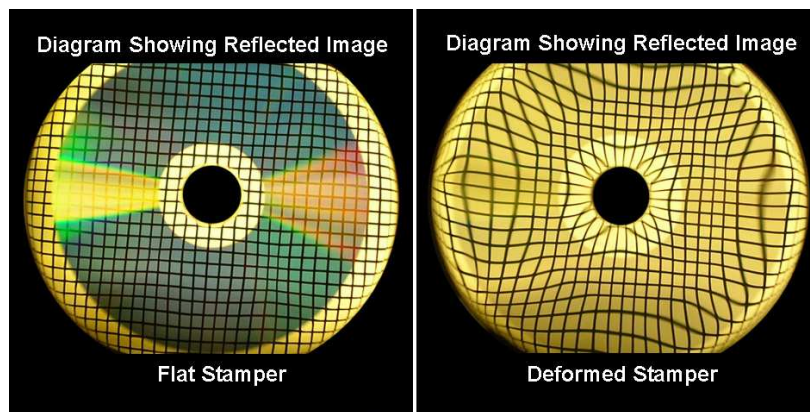 Diagram Showing Reflected Image
Flat Stamper
Diagram Showing Reflected Image
Deformed Stamper